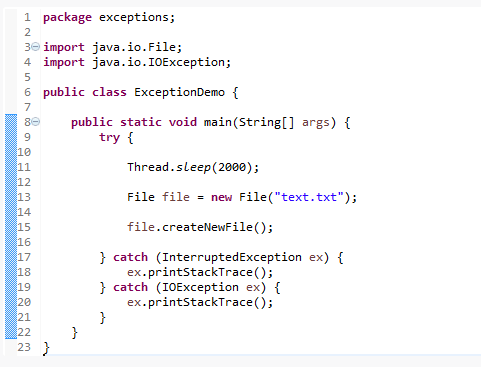 1 package exceptions;
2
3 import java.io.File;
4 import java.io.IOException;
5
6 public class ExceptionDemo {
7
8     public static void main(String[] args) {
9         try {
10
11             Thread.sleep(2000);
12
13             File file = new File("text.txt");
14
15             file.createNewFile();
16
17         } catch (InterruptedException ex) {
18             ex.printStackTrace();
19         } catch (IOException ex) {
20             ex.printStackTrace();
21         }
22     }
23 }